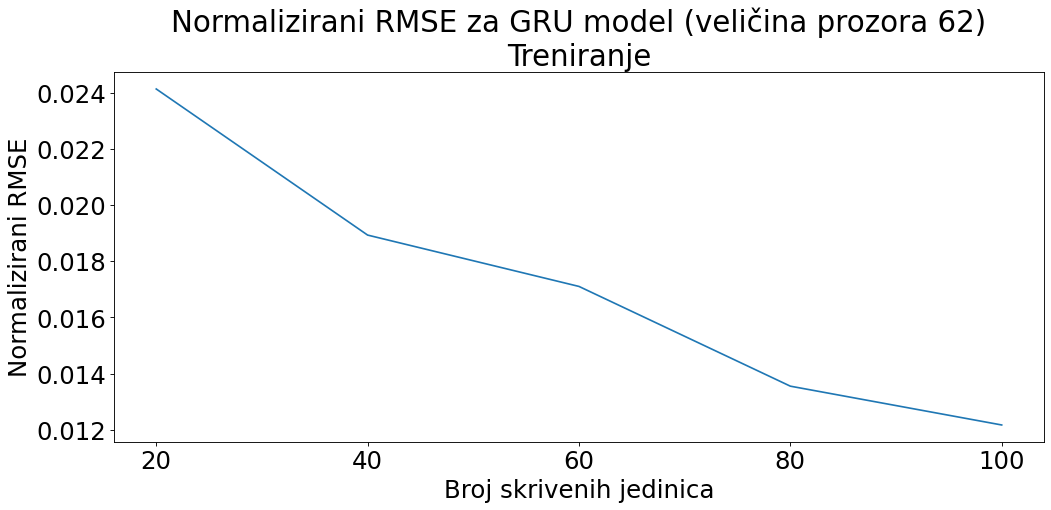 Normalizirani RMSE za GRU model (veličina prozora 62)
Treniranje
Normalizirani RMSE
0.024
0.022
0.020
0.018
0.016
0.014
0.012
20 40 60 80 100
Broj skrivenih jedinica